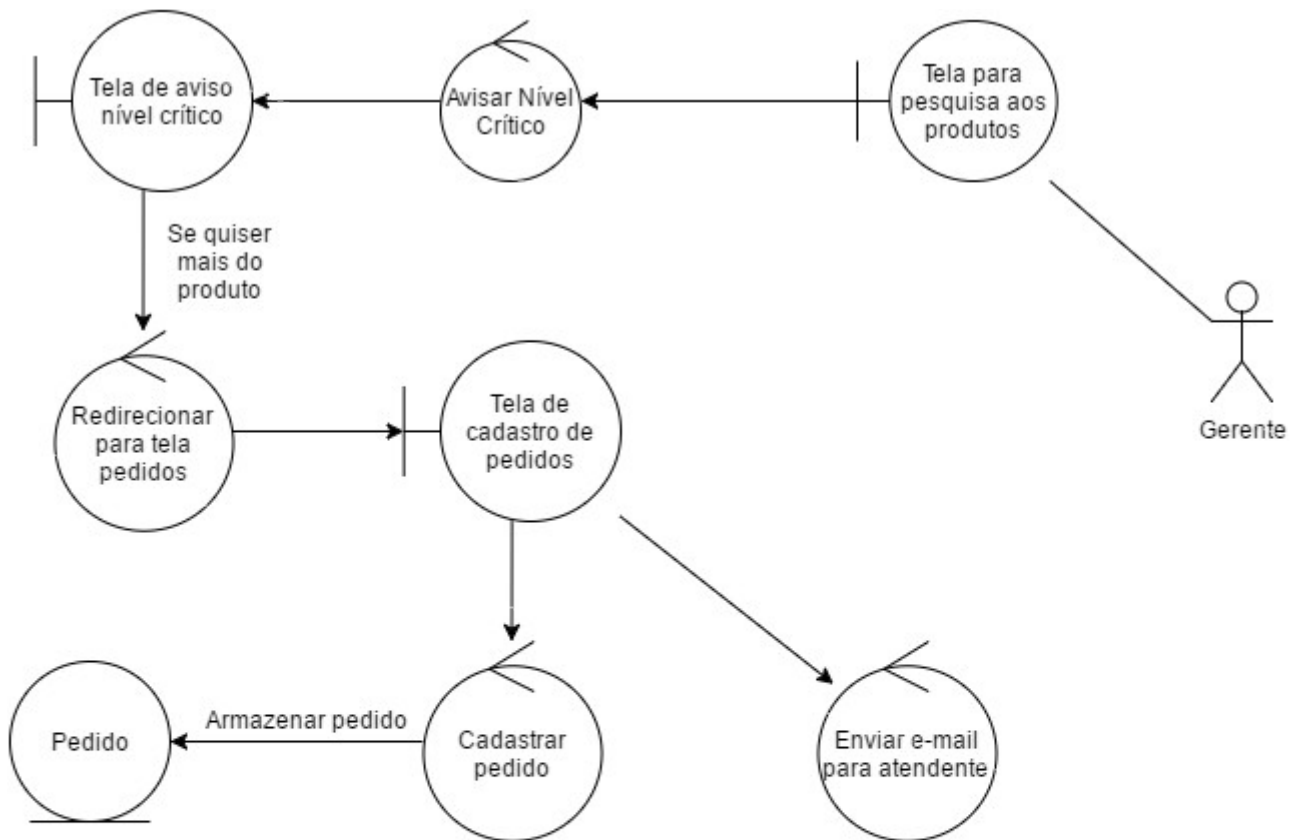 Tela de aviso
nível crítico
Avisar Nível
Crítico
Tela para
pesquisa aos
produtos
Se quiser
mais do
produto
Gerente
Redirecionar
para tela
pedidos
Tela de
cadastro de
pedidos
Pedido
Armazenar pedido
Cadastrar
pedido
Enviar e-mail
para atendente